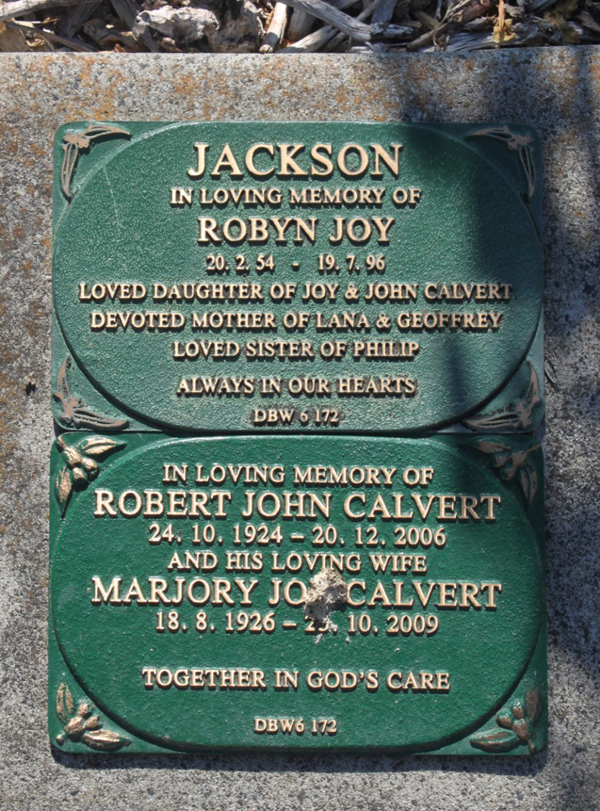 JACKSON
IN LOVING MEMORY OF
ROBYN JOY
20. 2. 54 - 19. 7. 96
LOVED DAUGHTER OF JOY & JOHN CALVERT
DEVOTED MOTHER OF LANA & GEOFFREY
LOVED SISTER OF PHILIP
ALWAYS IN OUR HEARTS
DBW 6 172
IN LOVING MEMORY OF
ROBERT JOHN CALVERT
24. 10. 1924 – 20. 12. 2006
AND HIS LOVING WIFE
MARJORY CALVERT
18. 8. 1926 – 10. 2009
TOGETHER IN GOD'S CARE
DBW6 172